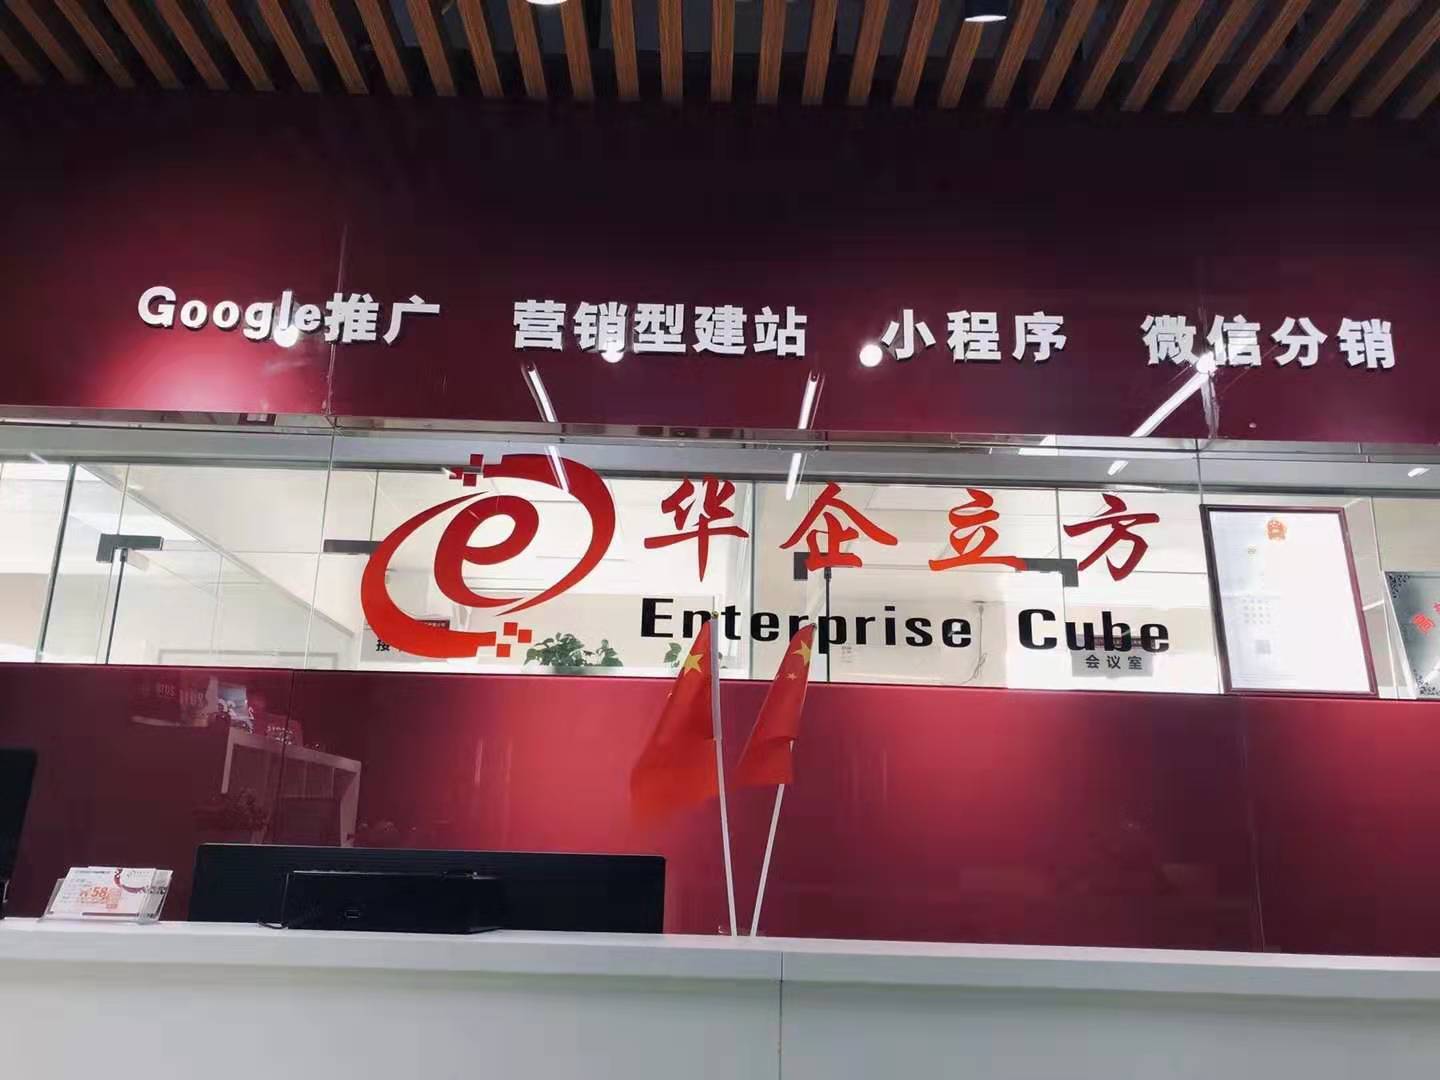 Google推广 营销型建站 小程序 微信分销
e 华企立方
Enterprise Cube
会议室
58